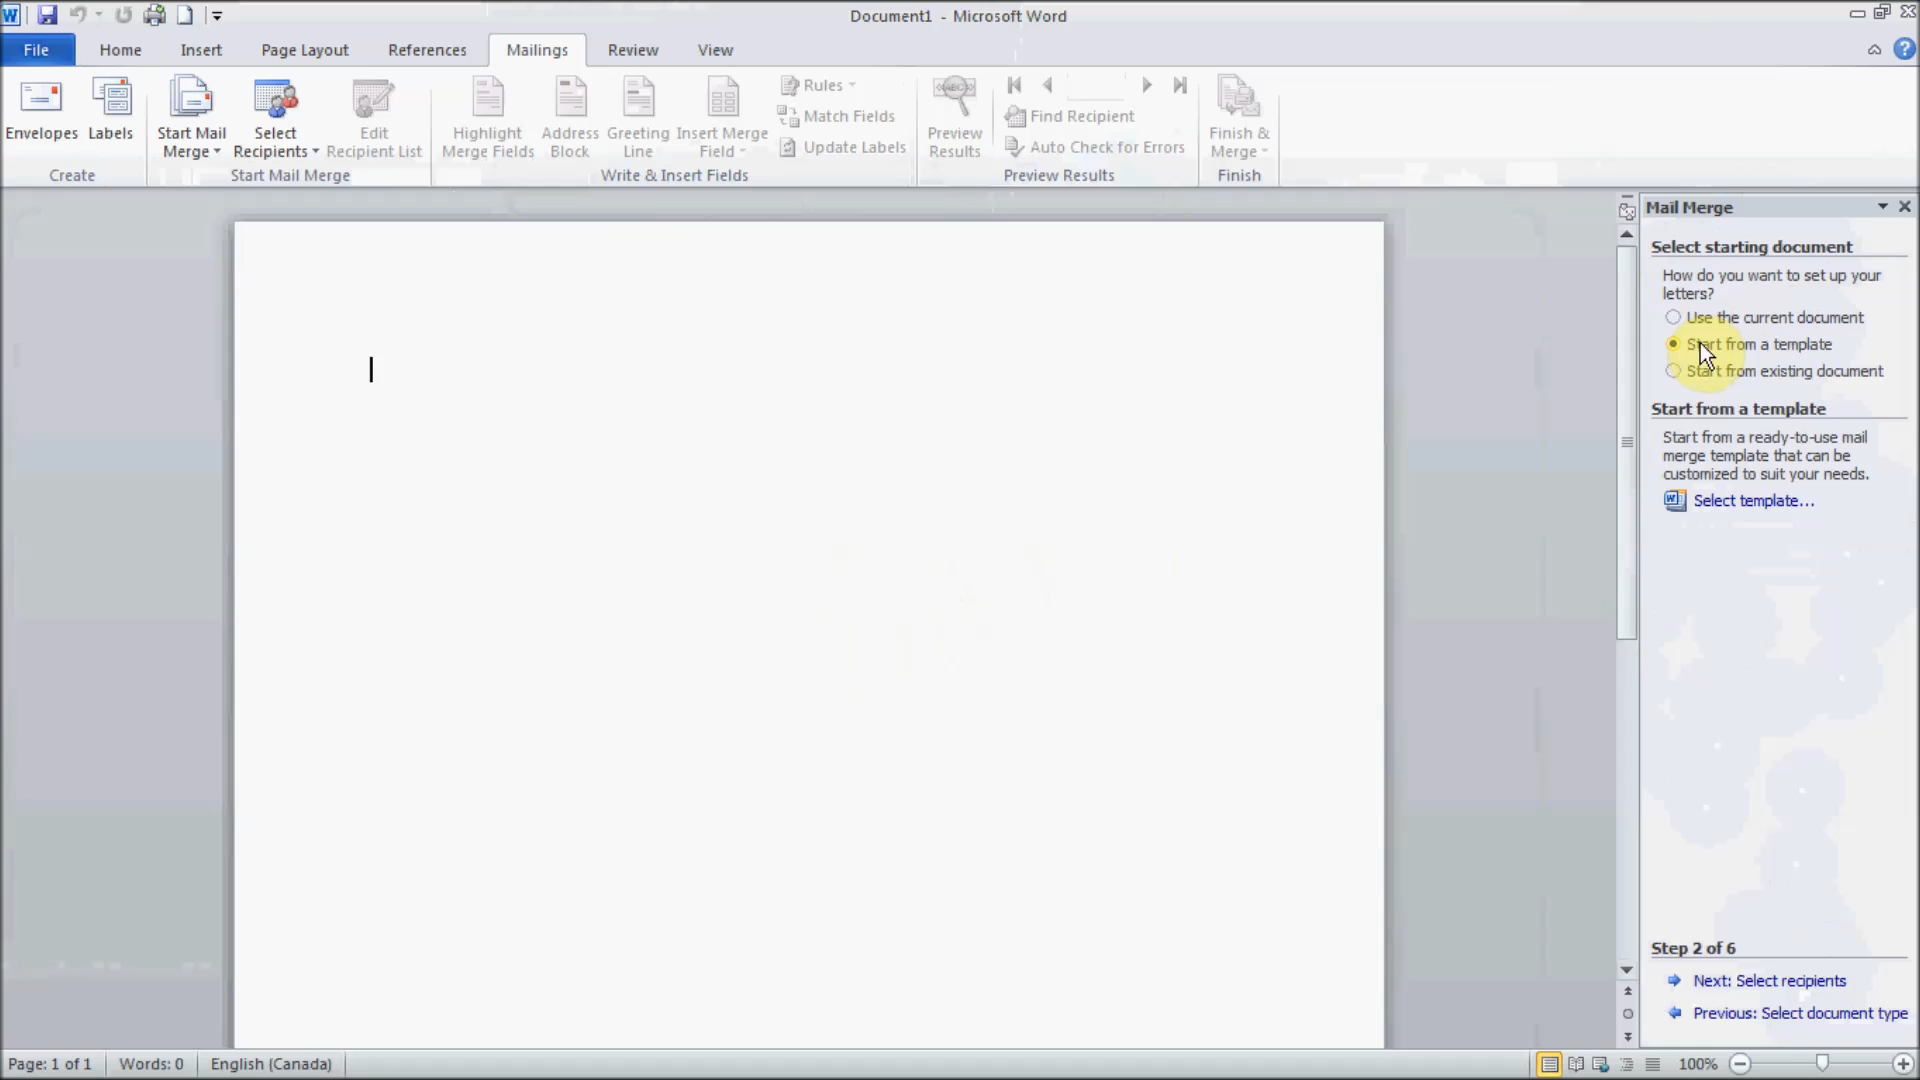 Document1 - Microsoft Word
File Home Insert Page Layout References Mailings Review View
Envelopes
Labels
Start Mail
Merge
Select
Recipients
Edit
Recipient List
Highlight
Merge Fields
Address
Block
Greeting
Line
Insert Merge
Field
Rules
Match Fields
Update Labels
Preview
Results
Find Recipient
Auto Check for Errors
Finish &
Merge
Create
Start Mail Merge
Write & Insert Fields
Preview Results
Finish
Mail Merge
Select starting document
How do you want to set up your
letters?
Use the current document
Start from a template
Start from existing document
Start from a template
Start from a ready-to-use mail
merge template that can be
customized to suit your needs.
Select template...
Step 2 of 6
Next: Select recipients
Previous: Select document type
Page: 1 of 1 Words: 0 English (Canada) 100%